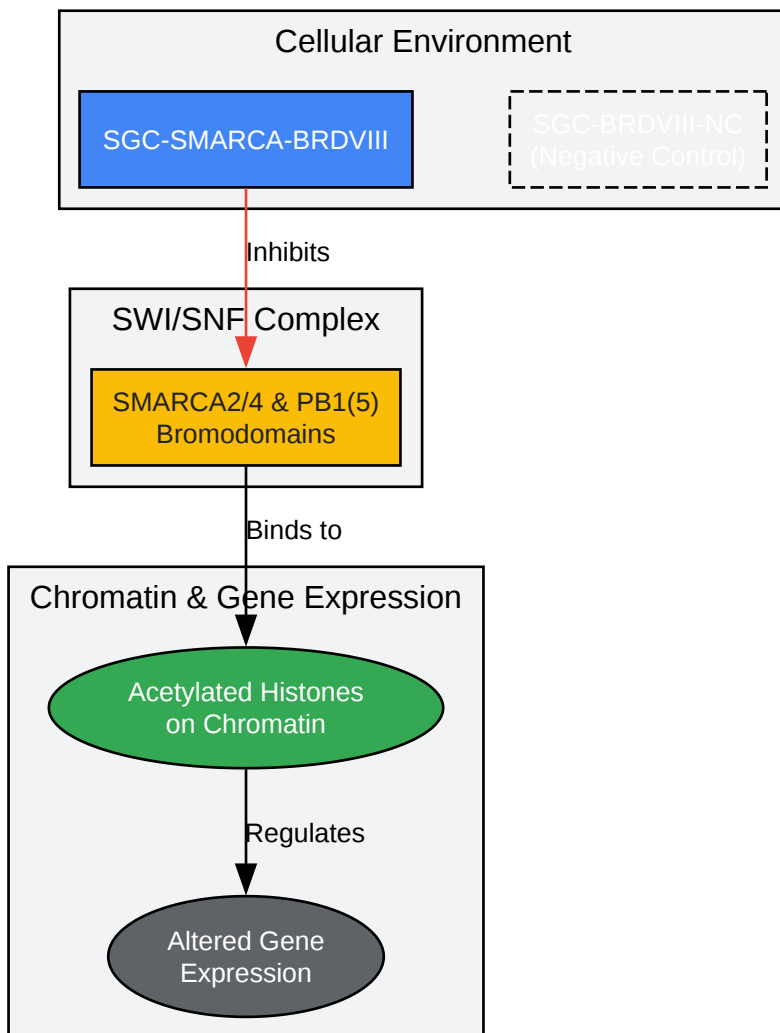 Cellular Environment
SGC-SMARCA-BRDVIII
SGC-BRDVIII-NC
(Negative Control)
Inhibits
SWI/SNF Complex
SMARCA2/4 & PB1(5)
Bromodomains
Binds to
Chromatin & Gene Expression
Acetylated Histones
on Chromatin
Regulates
Altered Gene
Expression